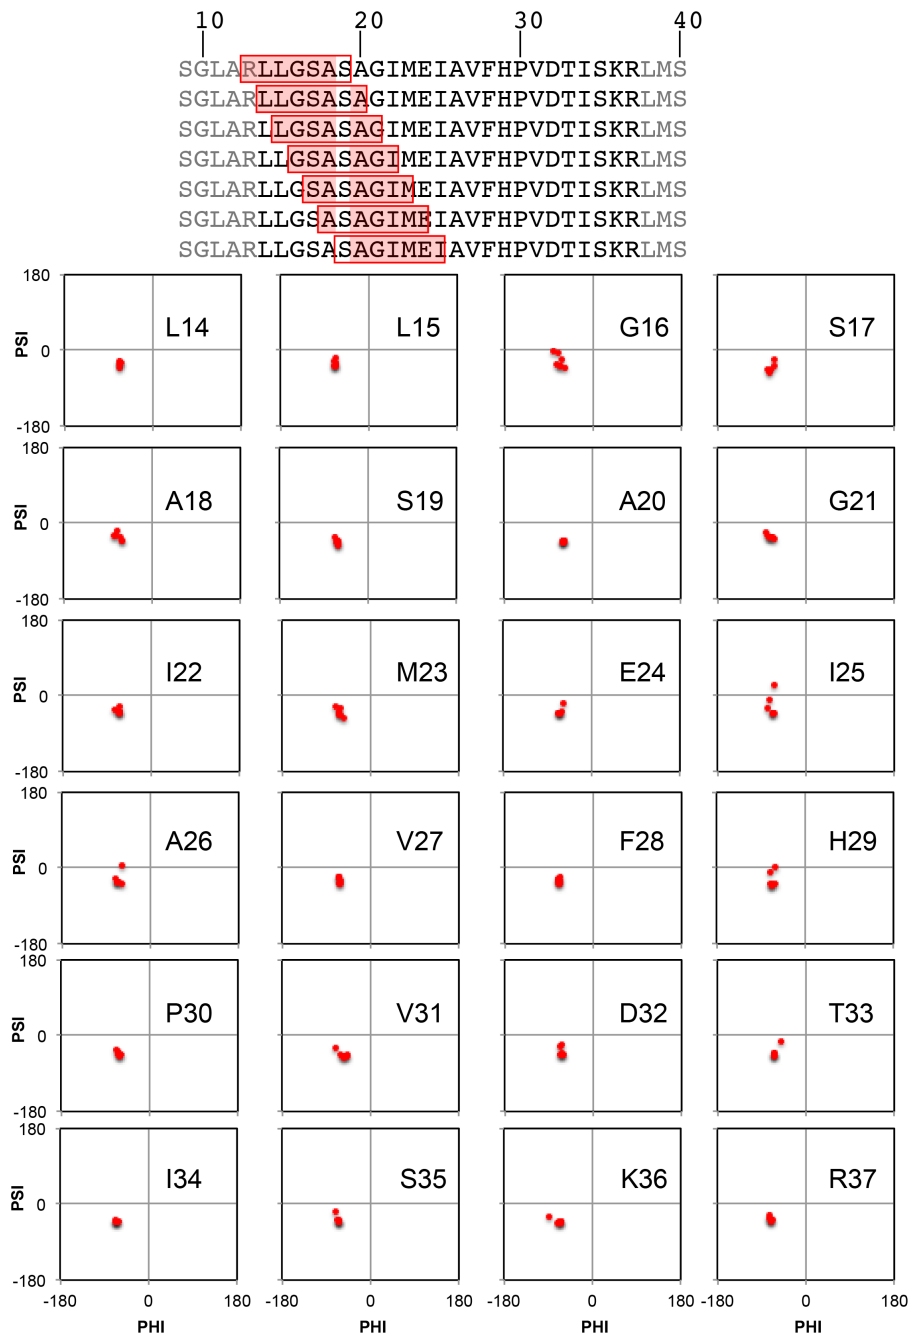 10 20 30 40
SGLARLLGSASAGIMEIAVFHPVDTISKRLMS
SGLARLLGSASAGIMEIAVFHPVDTISKRLMS
SGLARLLGSASAGIMEIAVFHPVDTISKRLMS
SGLARLLGSASAGIMEIAVFHPVDTISKRLMS
SGLARLLGSASAGIMEIAVFHPVDTISKRLMS
SGLARLLGSASAGIMEIAVFHPVDTISKRLMS
SGLARLLGSASAGIMEIAVFHPVDTISKRLMS
180
L14 L15 G16 S17
PSI
0
-180
180
A18 S19 A20 G21
PSI
0
-180
180
I22 M23 E24 I25
PSI
0
-180
180
A26 V27 F28 H29
PSI
0
-180
180
P30 V31 D32 T33
PSI
0
-180
180
I34 S35 K36 R37
PSI
0
-180
-180 0 180 -180 0 180 -180 0 180 -180 0 180
PHI PHI PHI PHI